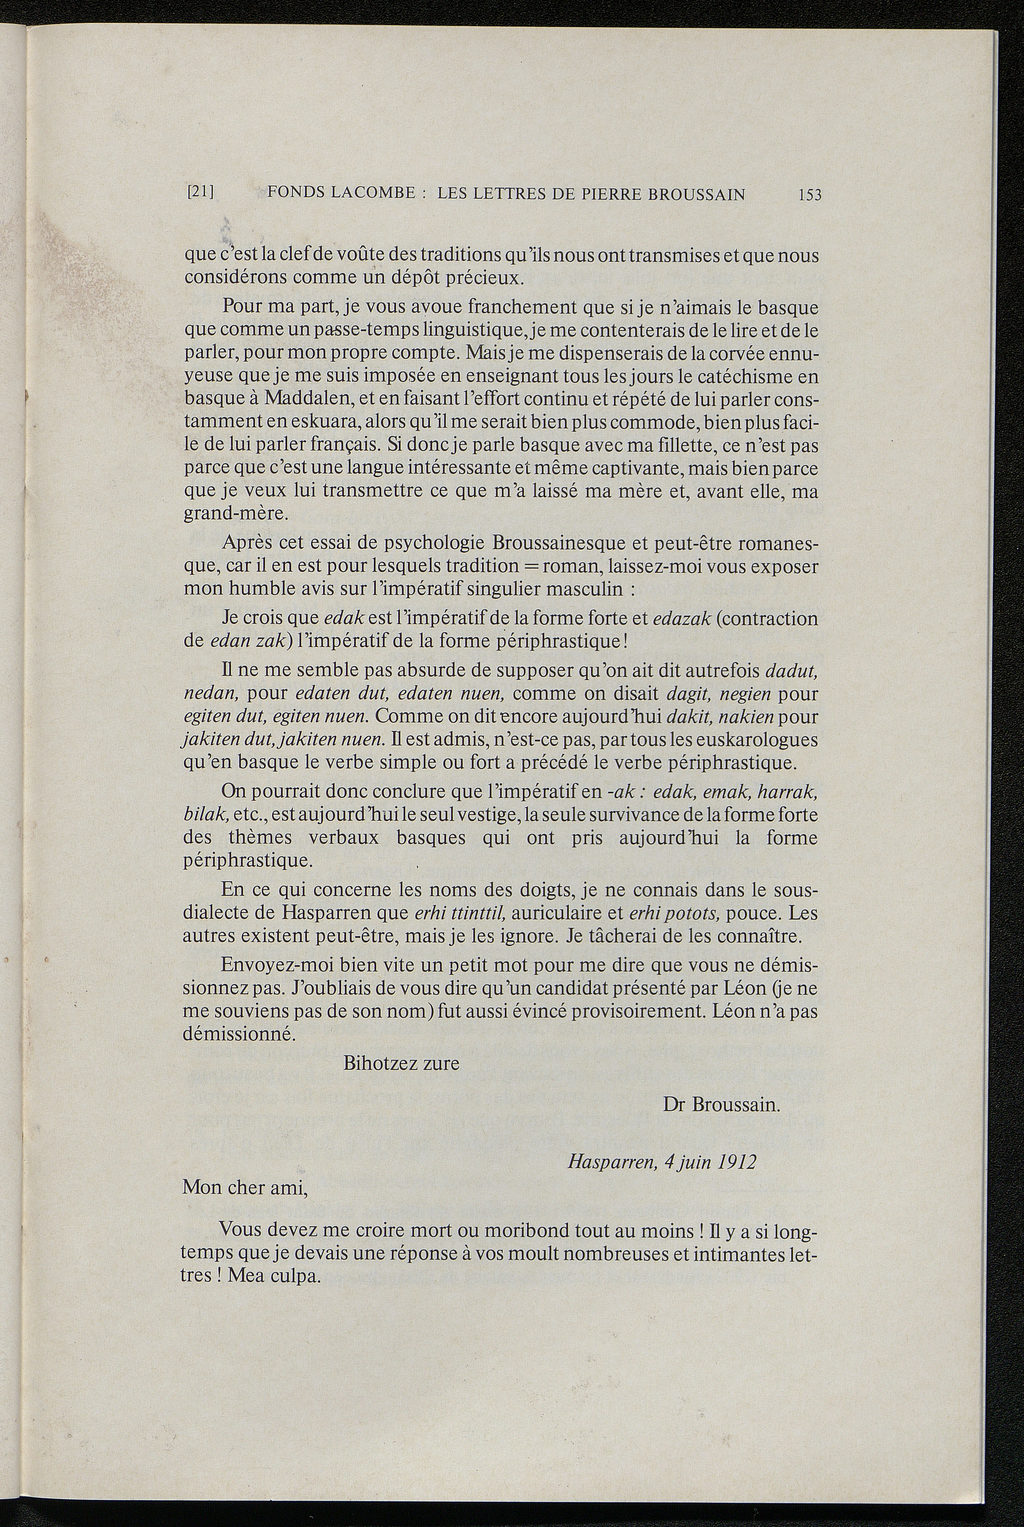 [21] FONDS LACOMBE : LES LETTRES DE PIERRE BROUSSAIN 153
que c'est la clef de voûte des traditions qu'ils nous ont transmises et que nous
considérons comme un dépôt précieux.
Pour ma part, je vous avoue franchement que si je n'aimais le basque
que comme un passe-temps linguistique, je me contenterais de le lire et de le
parler, pour mon propre compte. Mais je me dispenserais de la corvée ennu-
yeuse que je me suis imposée en enseignant tous les jours le catéchisme en
basque à Maddalen, et en faisant l'effort continu et répété de lui parler cons-
tamment en eskuara, alors qu'il me serait bien plus commode, bien plus faci-
le de lui parler français. Si donc je parle basque avec ma fillette, ce n'est pas
parce que c'est une langue intéressante et même captivante, mais bien parce
que je veux lui transmettre ce que m'a laissé ma mère et, avant elle, ma
grand-mère.
Après cet essai de psychologie Broussainesque et peut-être romanes-
que, car il en est pour lesquels tradition = roman, laissez-moi vous exposer
mon humble avis sur l'impératif singulier masculin :
Je crois que edak est l'impératif de la forme forte et edazak (contraction
de edan zak) l'impératif de la forme périphrastique!
Il ne me semble pas absurde de supposer qu'on ait dit autrefois dadut,
nedan, pour edaten dut, edaten nuen, comme on disait dagit, negien pour
egiten dut, egiten nuen. Comme on dit encore aujourd'hui dakit, nakien pour
jakiten dut, jakiten nuen. Il est admis, n'est-ce pas, par tous les euskarologues
qu'en basque le verbe simple ou fort a précédé le verbe périphrastique.
On pourrait donc conclure que l'impératif en -ak : edak, emak, harrak,
bilak, etc., est aujourd'hui le seul vestige, la seule survivance de la forme forte
des thèmes verbaux basques qui ont pris aujourd'hui la forme
périphrastique.
En ce qui concerne les noms des doigts, je ne connais dans le sous-
dialecte de Hasparren que erhi ttinttil, auriculaire et erhi potots, pouce. Les
autres existent peut-être, mais je les ignore. Je tâcherai de les connaître.
Envoyez-moi bien vite un petit mot pour me dire que vous ne démis-
sionnez pas. J'oubliais de vous dire qu'un candidat présenté par Léon (je ne
me souviens pas de son nom) fut aussi évincé provisoirement. Léon n'a pas
démissionné.
Bihotzez zure
Dr Broussain.
Hasparren, 4 juin 1912
Mon cher ami,
Vous devez me croire mort ou moribond tout au moins ! Il y a si long-
temps que je devais une réponse à vos moult nombreuses et intimantes let-
tres ! Mea culpa.